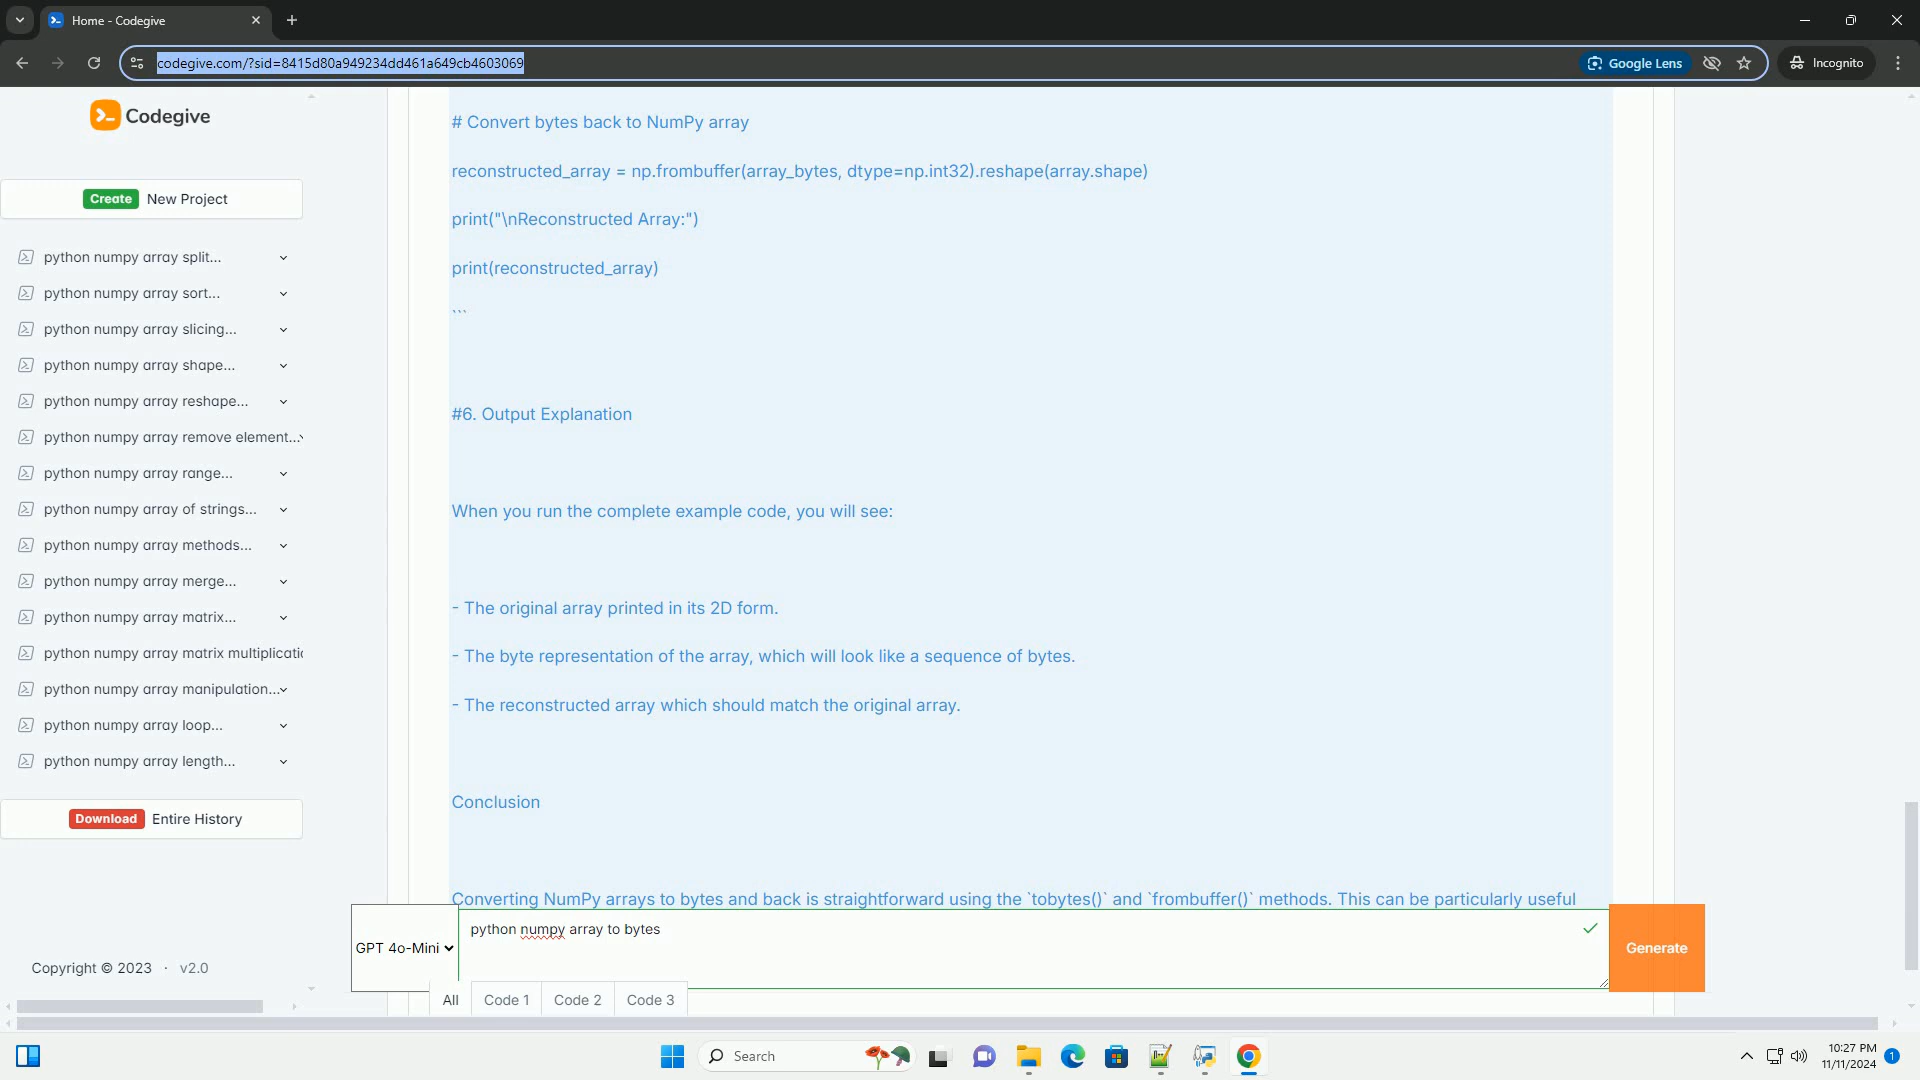 Home - Codegive
codegive.com/?sid=8415d80a949234dd461a649cb4603069
Google Lens
Incognito
Codegive
Create New Project
python numpy array split...
python numpy array sort...
python numpy array slicing...
python numpy array shape...
python numpy array reshape...
python numpy array remove element...
python numpy array range...
python numpy array of strings...
python numpy array methods...
python numpy array merge...
python numpy array matrix...
python numpy array matrix multiplicatio
python numpy array manipulation...
python numpy array loop...
python numpy array length...
Download Entire History
Copyright © 2023 · v2.0
# Convert bytes back to NumPy array
reconstructed_array = np.frombuffer(array_bytes, dtype=np.int32).reshape(array.shape)
print("\nReconstructed Array:")
print(reconstructed_array)
```
#6. Output Explanation
When you run the complete example code, you will see:
- The original array printed in its 2D form.
- The byte representation of the array, which will look like a sequence of bytes.
- The reconstructed array which should match the original array.
Conclusion
Converting NumPy arrays to bytes and back is straightforward using the `tobytes()` and `frombuffer()` methods. This can be particularly useful
GPT 4o-Mini
python numpy array to bytes
Generate
All Code 1 Code 2 Code 3
Search
10:27 PM
11/11/2024
1